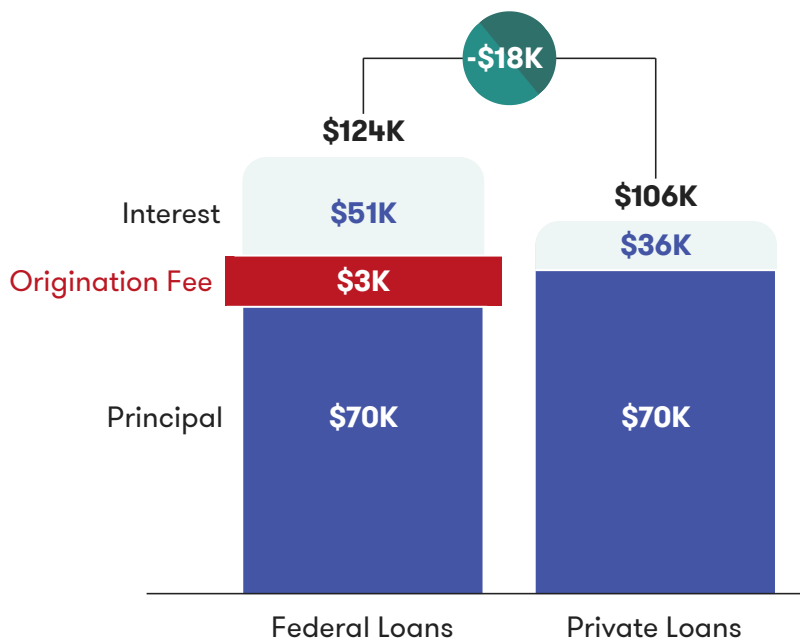 -$18K
$124K
$106K
Interest
$51K
$36K
Origination Fee
$3K
Principal
$70K
$70K
Federal Loans
Private Loans